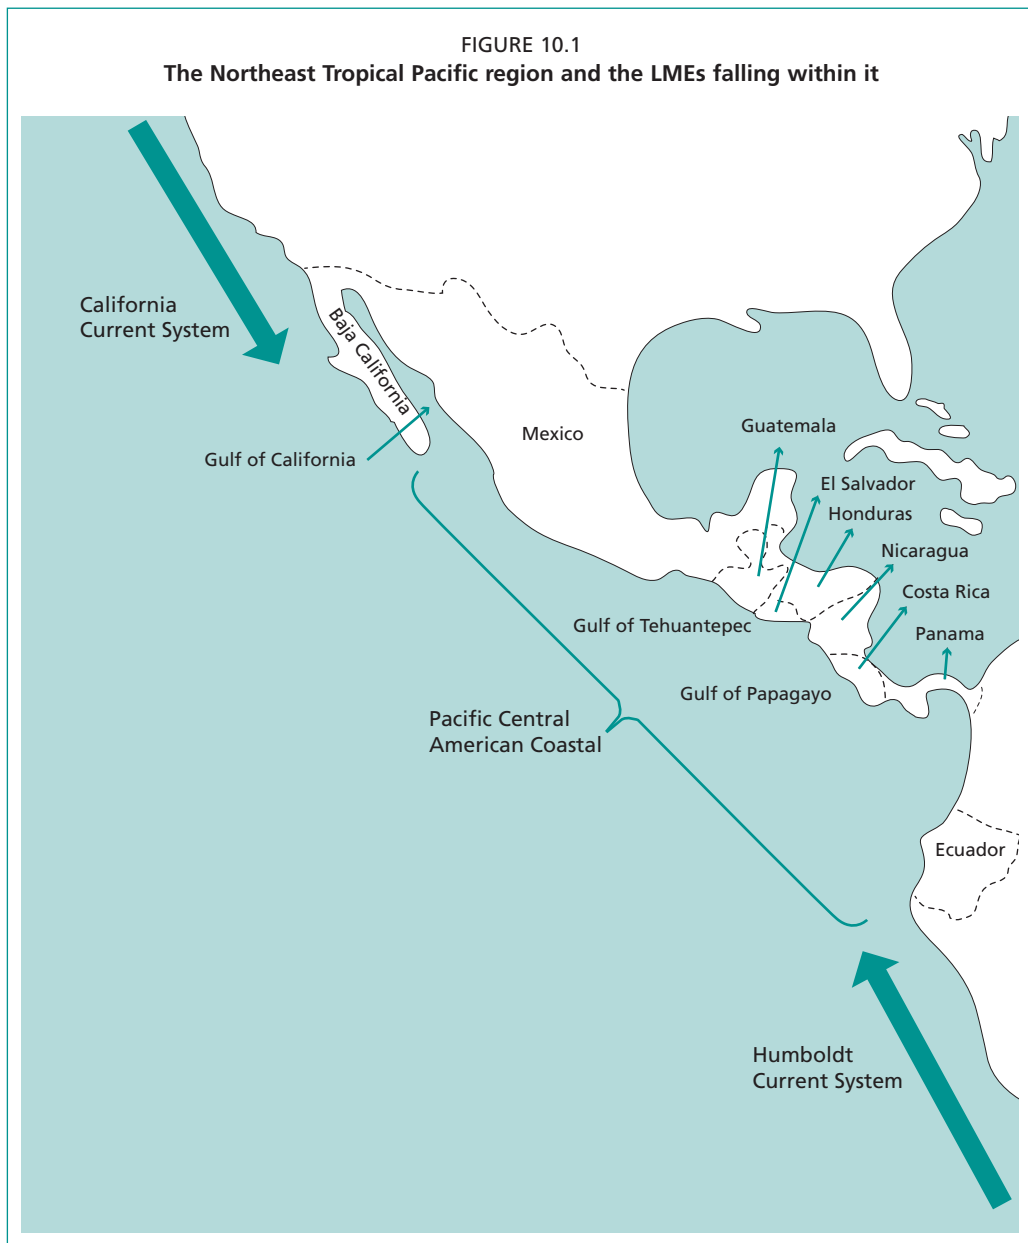 FIGURE 10.1
The Northeast Tropical Pacific region and the LMEs falling within it
California
Current System
Baja California
Gulf of California
Mexico
Guatemala
El Salvador
Honduras
Nicaragua
Costa Rica
Panama
Gulf of Tehuantepec
Gulf of Papagayo
Pacific Central
American Coastal
Ecuador
Humboldt
Current System